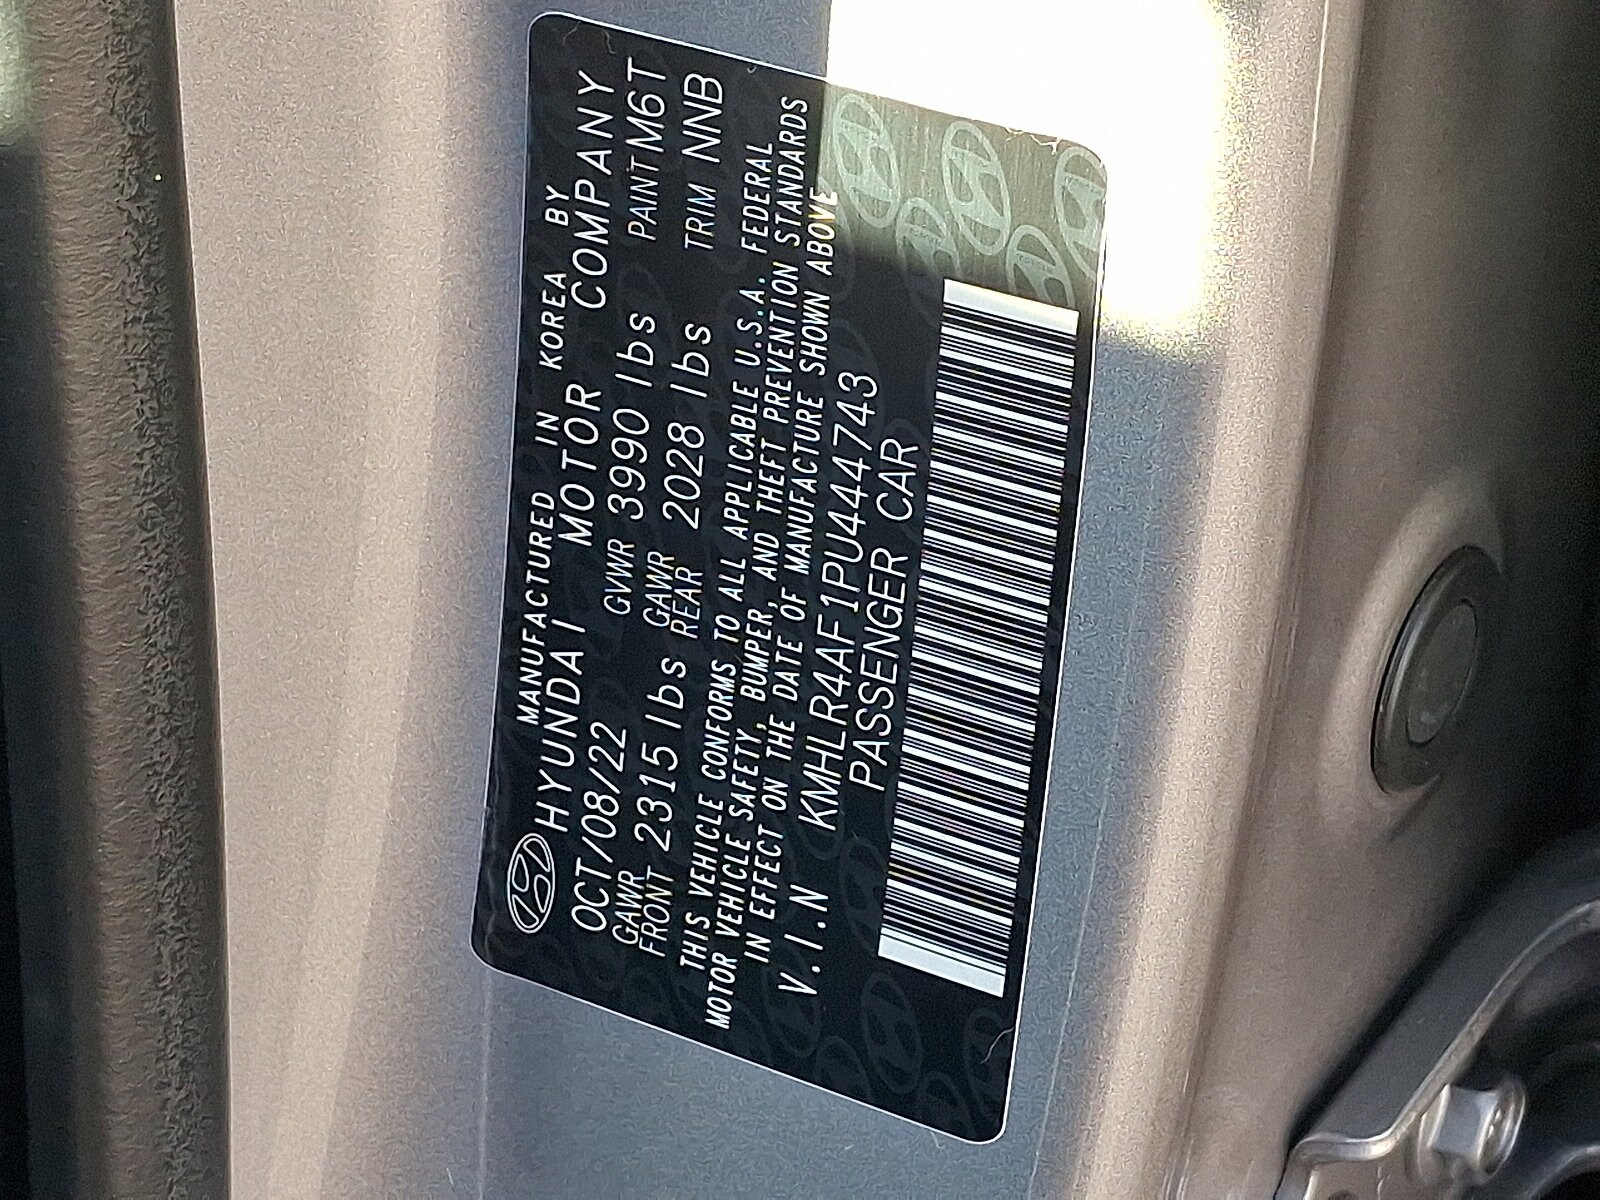 MANUFACTURED IN KOREA BY
HYUNDAI MOTOR COMPANY
OCT/08/22 GVWR 3990 lbs PAINT M6T
GAWR FRONT 2315 lbs GAWR REAR 2028 lbs TRIM NNB
THIS VEHICLE CONFORMS TO ALL APPLICABLE U.S.A. FEDERAL
MOTOR VEHICLE SAFETY, BUMPER, AND THEFT PREVENTION STANDARDS
IN EFFECT ON THE DATE OF MANUFACTURE SHOWN ABOVE
V.I.N KMHLR4AF1PU444743
PASSENGER CAR